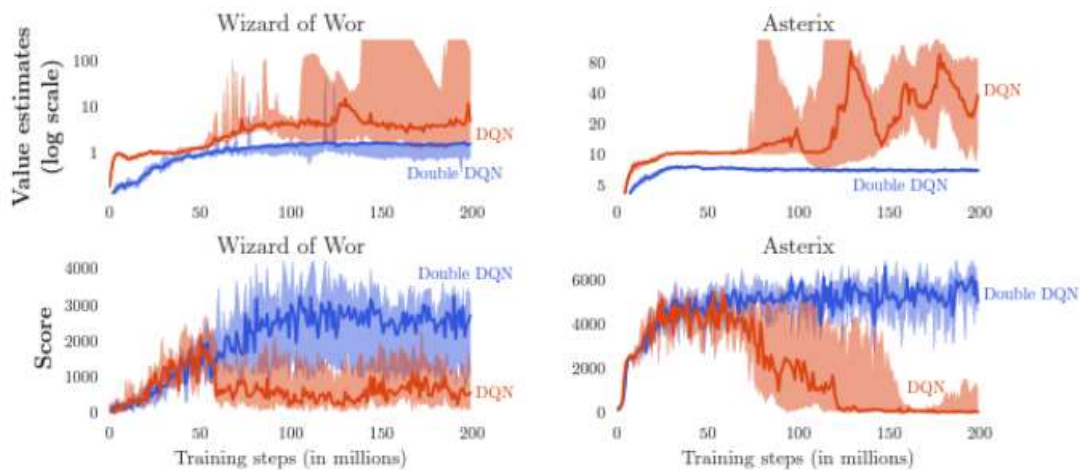 Wizard of Wor
Asterix
Value estimates
(log scale)
100
10
1
DQN
Double DQN
0 50 100 150 200
80
40
20
10
5
DQN
Double DQN
0 50 100 150 200
Wizard of Wor
Asterix
Score
4000
3000
2000
1000
0
Double DQN
DQN
0 50 100 150 200
Training steps (in millions)
6000
4000
2000
0
Double DQN
DQN
0 50 100 150 200
Training steps (in millions)